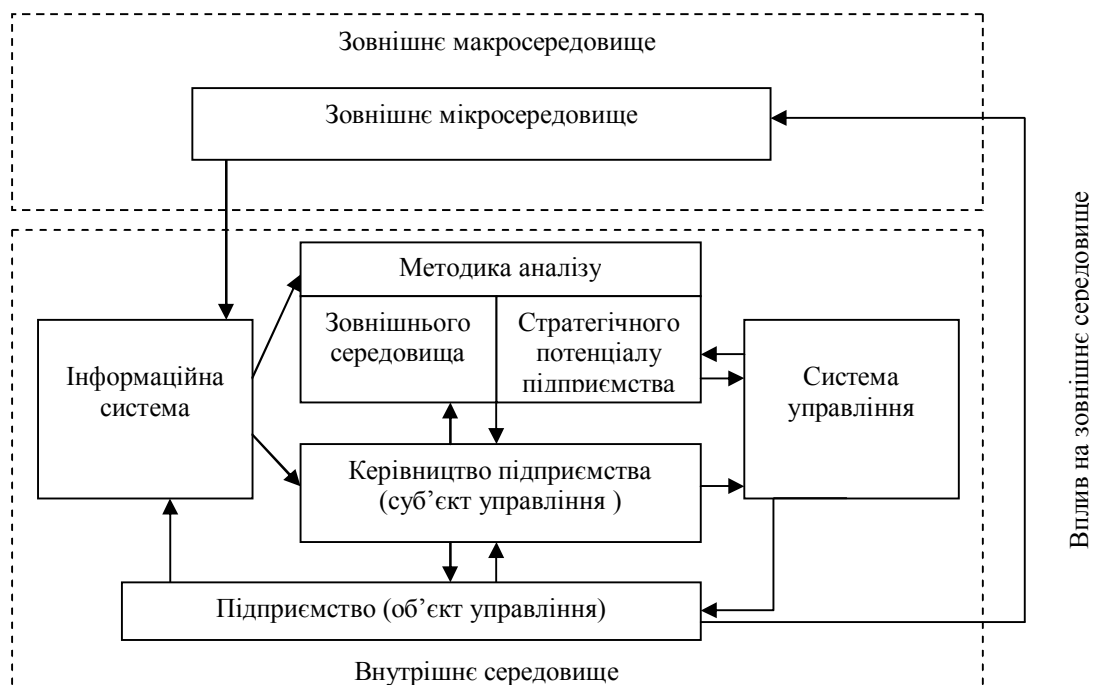 Зовнішнє макросередовище
Зовнішнє мікросередовище
Методика аналізу
Зовнішнього
середовища
Стратегічного
потенціалу
підприємства
Інформаційна
система
Система
управління
Керівництво підприємства
(суб’єкт управління )
Підприємство (об’єкт управління)
Внутрішнє середовище
Вплив на зовнішнє середовище